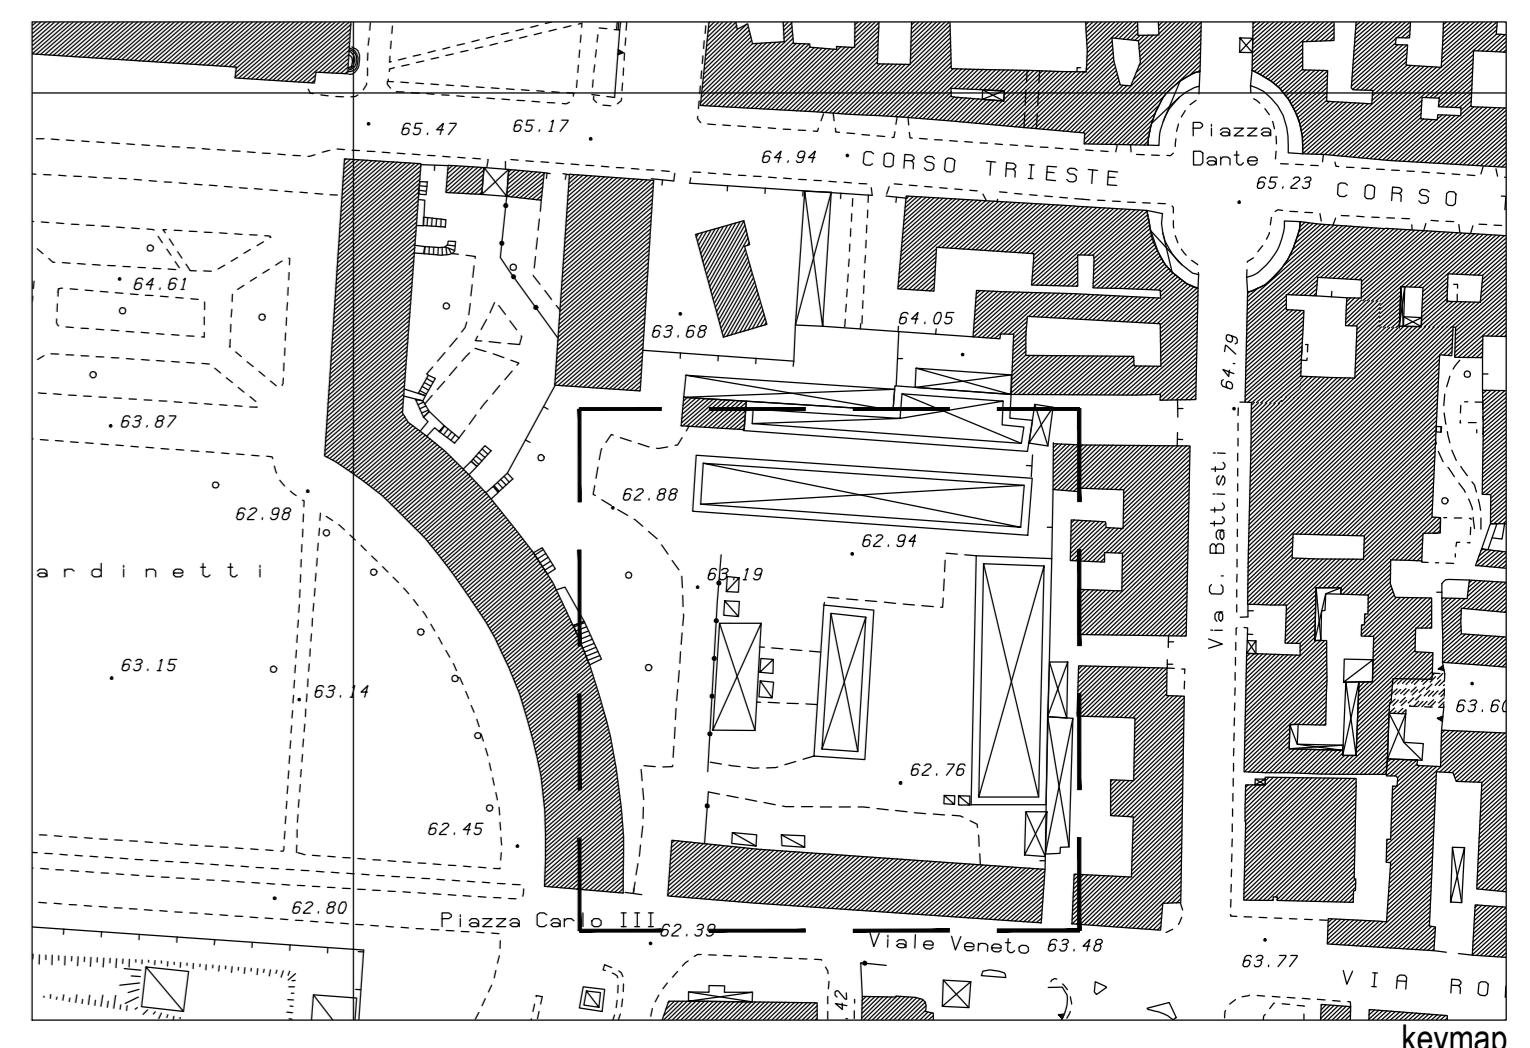 65.47
65.17
64.94
CORSO TRIESTE
Piazza
Dante
65.23
CORSO
64.61
63.68
64.05
64.79
63.87
62.88
62.98
62.94
Via C. Battisti
ardinetti
63.19
63.15
63.14
63.60
62.76
62.45
62.80
Piazza Carlo III
62.39
Viale Veneto
63.48
63.77
VIA RO
42
keymap